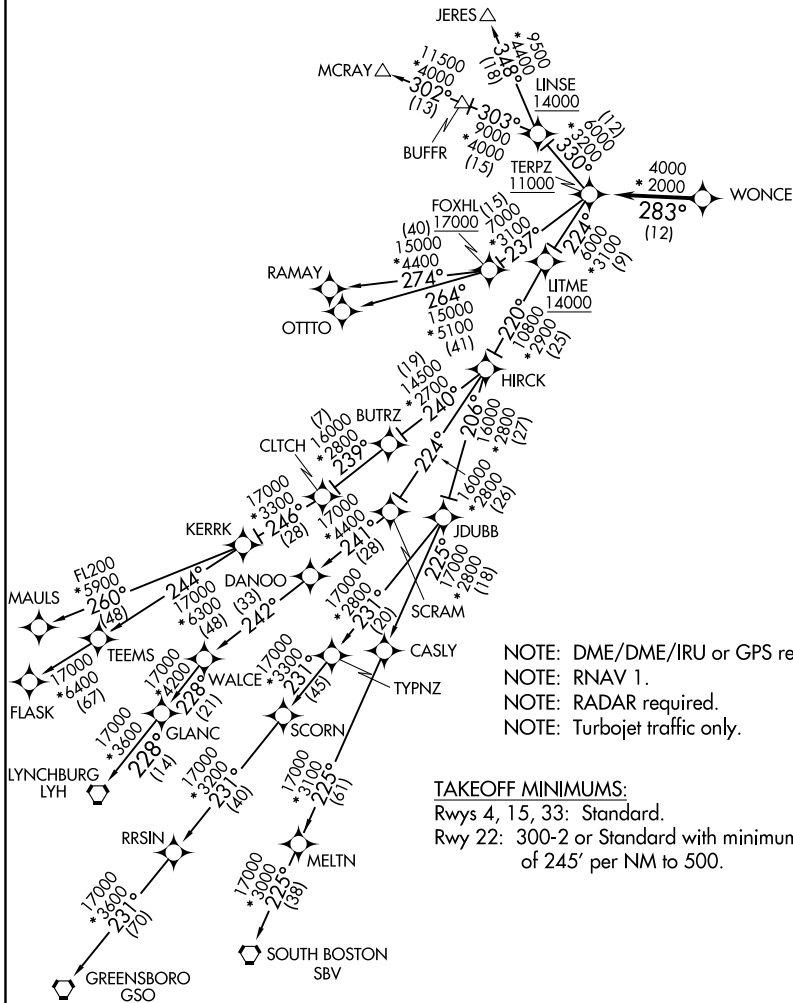 JERES
9500
*4400
348°
(18)
11500
*4000
MCRAY
302°
(13)
LINSE
14000
303°
9000
*4000
(15)
BUFFR
(12)
6000
*3200
330°
TERPZ
11000
4000
*2000
WONCE
283°
(12)
FOXHL
17000
(15)
7000
*3100
237°
224°
6000
*3100
(9)
(40)
15000
*4400
274°
RAMAY
264°
15000
*5100
(41)
OTTTO
LITME
14000
220°
10800
*2900
(25)
HIRCK
(19)
14500
*2700
240°
BUTRZ
206°
16000
*2800
(27)
(7)
16000
*2800
239°
CLTCH
224°
16000
*2800
(26)
17000
*3300
246°
(28)
KERRK
17000
*4400
241°
(28)
JDUBB
225°
17000
*2800
(18)
SCRAM
FL200
*5900
260°
(48)
MAULS
244°
17000
*6300
(48)
DANOO
(33)
242°
17000
*2800
231°
(20)
TEEMS
17000
*6400
(67)
FLASK
WALCE
17000
*4200
228°
(21)
CASLY
TYPNZ
17000
*3300
231°
(45)
GLANC
17000
*3600
228°
(14)
SCORN
LYNCHBURG
LYH
17000
*3200
231°
(40)
17000
*3100
225°
(61)
RRSIN
MELTN
17000
*3600
231°
(70)
17000
*3000
225°
(38)
SOUTH BOSTON
SBV
GREENSBORO
GSO
NOTE: DME/DME/IRU or GPS re
NOTE: RNAV 1.
NOTE: RADAR required.
NOTE: Turbojet traffic only.
TAKEOFF MINIMUMS:
Rwys 4, 15, 33: Standard.
Rwy 22: 300-2 or Standard with minimum
of 245' per NM to 500.